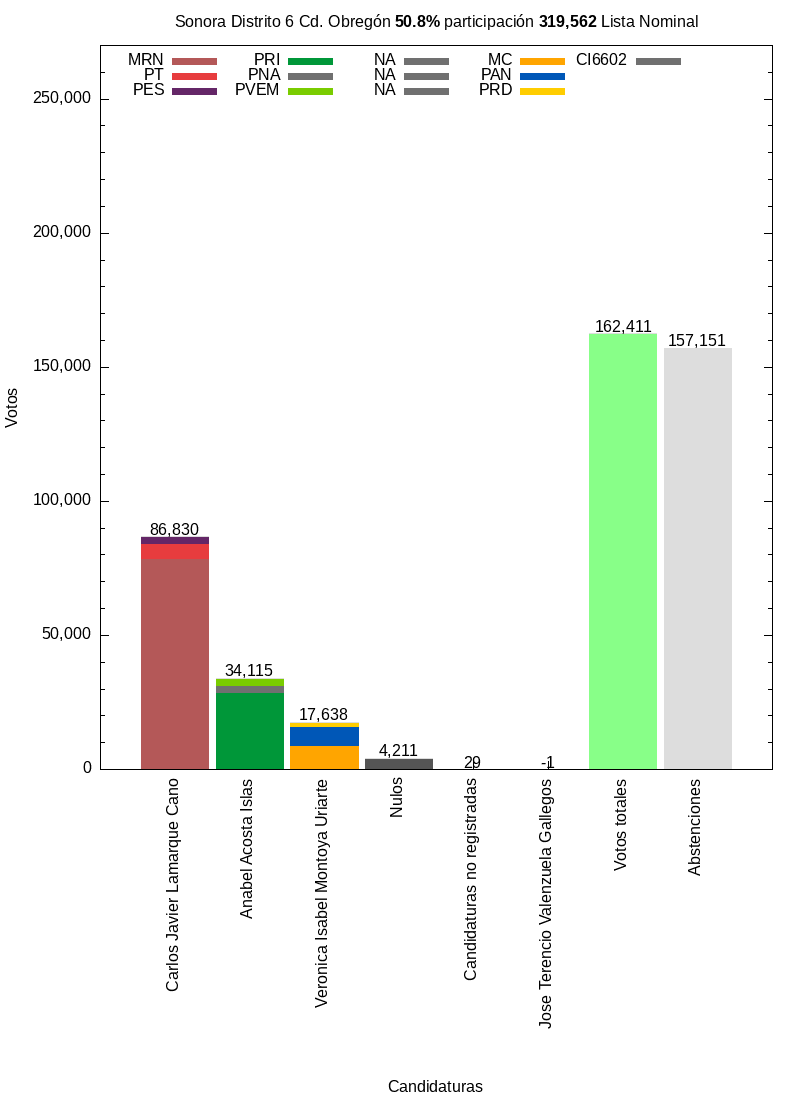 Sonora Distrito 6 Cd. Obregón 50.8% participación 319,562 Lista Nominal
MRN PRI NA MC CI6602
PT PNA NA PAN
PES PVEM NA PRD
250,000
200,000
150,000
100,000
50,000
0
Votos
86,830
34,115
17,638
4,211
29
-1
162,411
157,151
Carlos Javier Lamarque Cano
Anabel Acosta Islas
Veronica Isabel Montoya Uriarte
Nulos
Candidaturas no registradas
Jose Terencio Valenzuela Gallegos
Votos totales
Abstenciones
Candidaturas